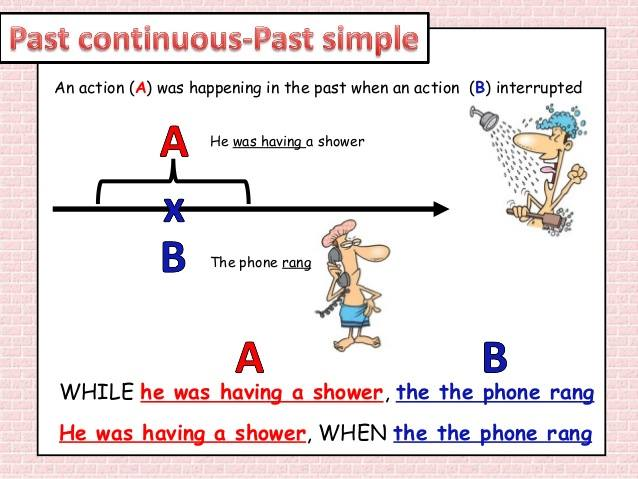 Past continuous-Past simple
An action (A) was happening in the past when an action (B) interrupted
A
He was having a shower
x
B
The phone rang
A B
WHILE he was having a shower, the the phone rang
He was having a shower, WHEN the the phone rang